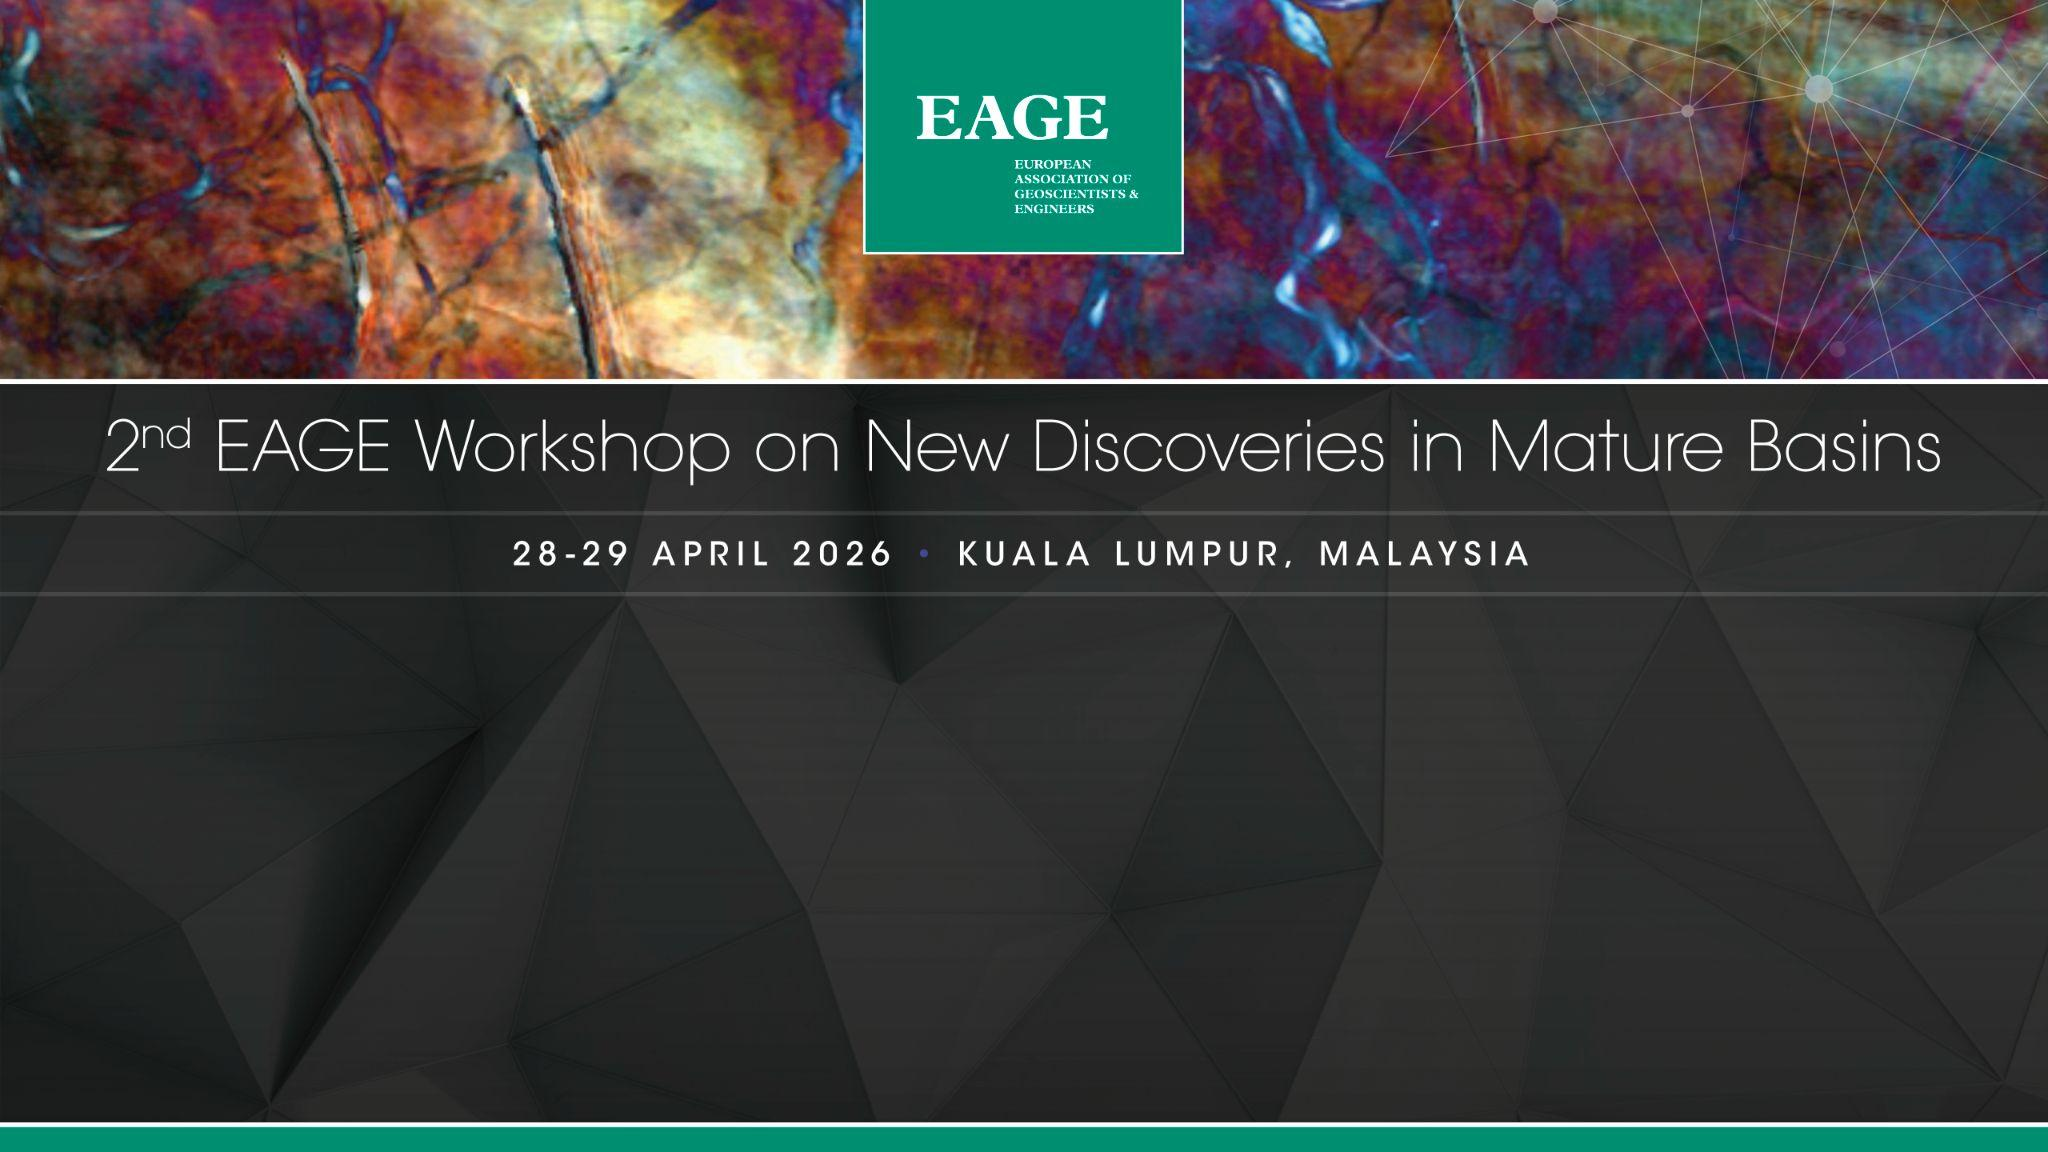 EAGE
EUROPEAN
ASSOCIATION OF
GEOSCIENTISTS &
ENGINEERS
2nd EAGE Workshop on New Discoveries in Mature Basins
28-29 APRIL 2026 • KUALA LUMPUR, MALAYSIA